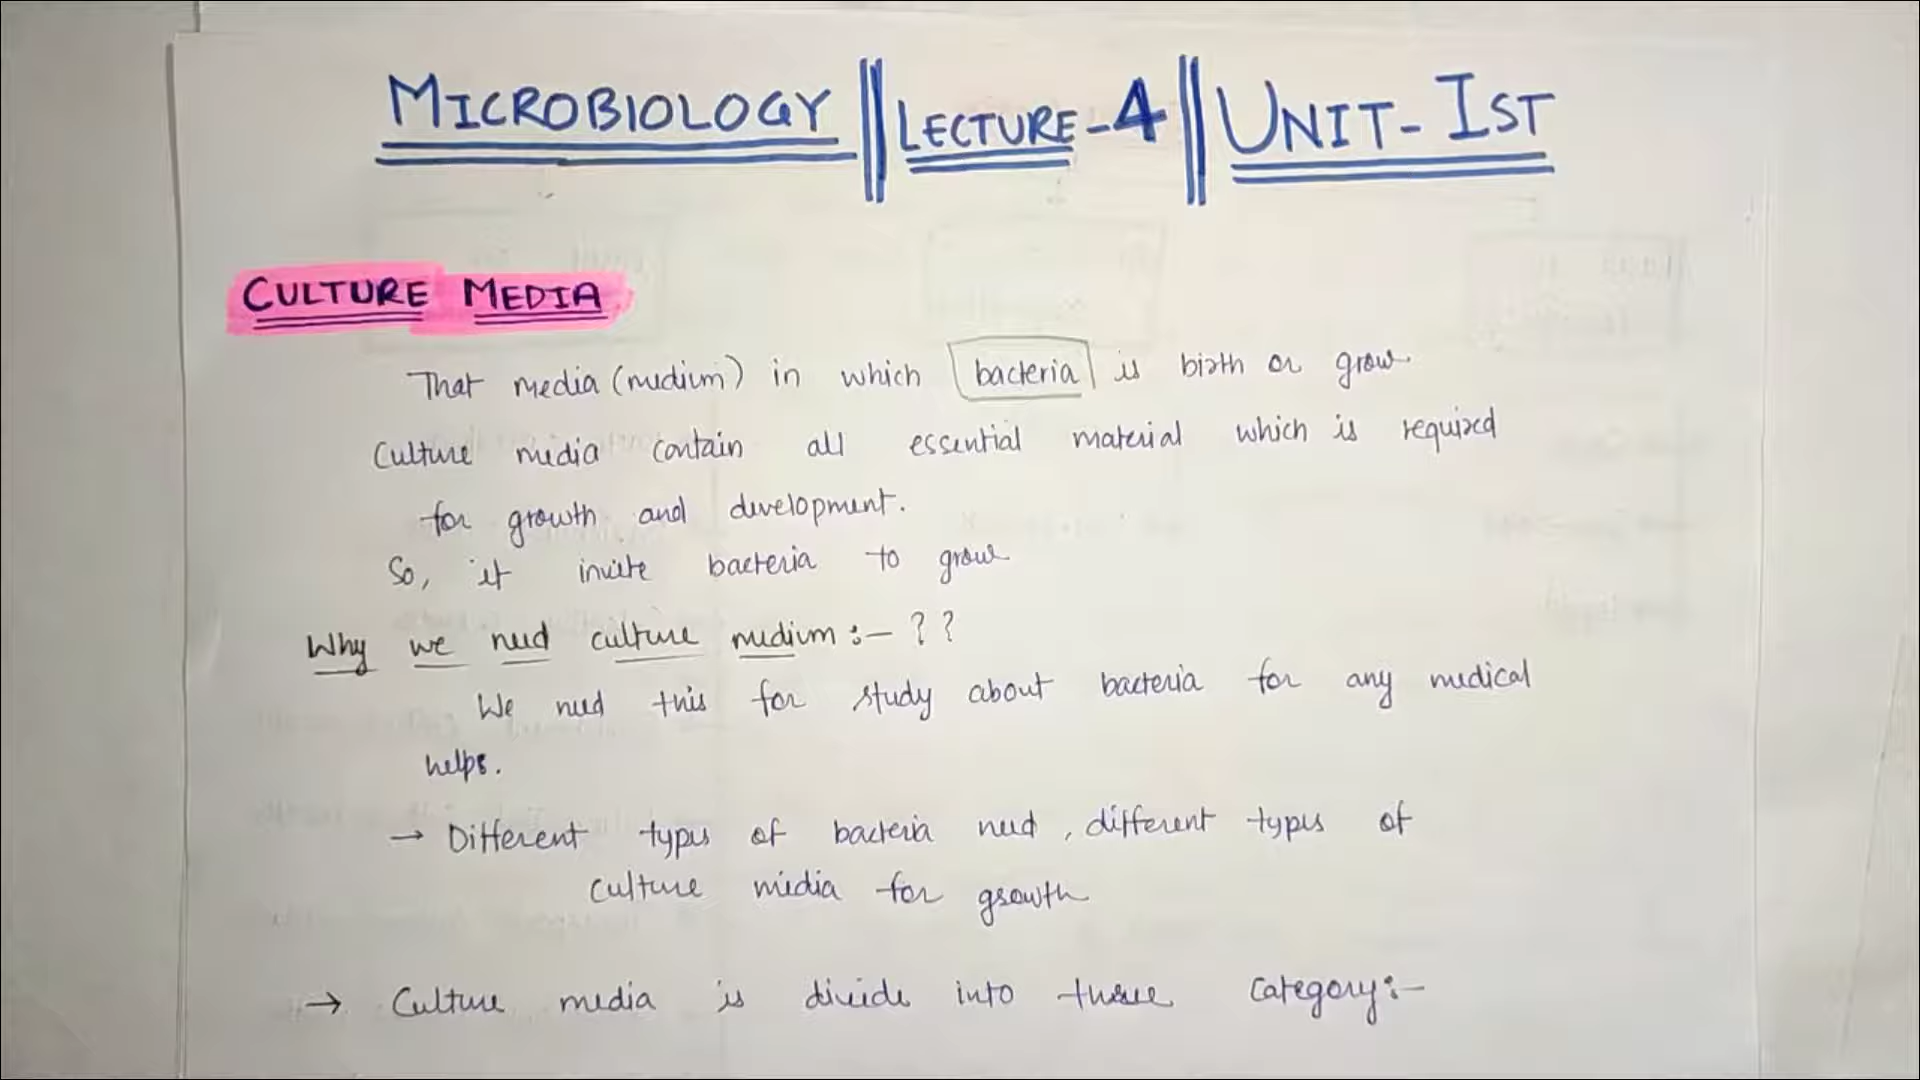 MICROBIOLOGY || LECTURE-4 || UNIT-IST
CULTURE MEDIA
That media (medium) in which bacteria is birth or grow
Culture media contain all essential material which is required
for growth and development.
So, it invite bacteria to grow
Why we need culture medium :- ??
We need this for study about bacteria for any medical
helps.
→ Different types of bacteria need, different types of
culture media for growth
→ Culture media is divide into three category:-